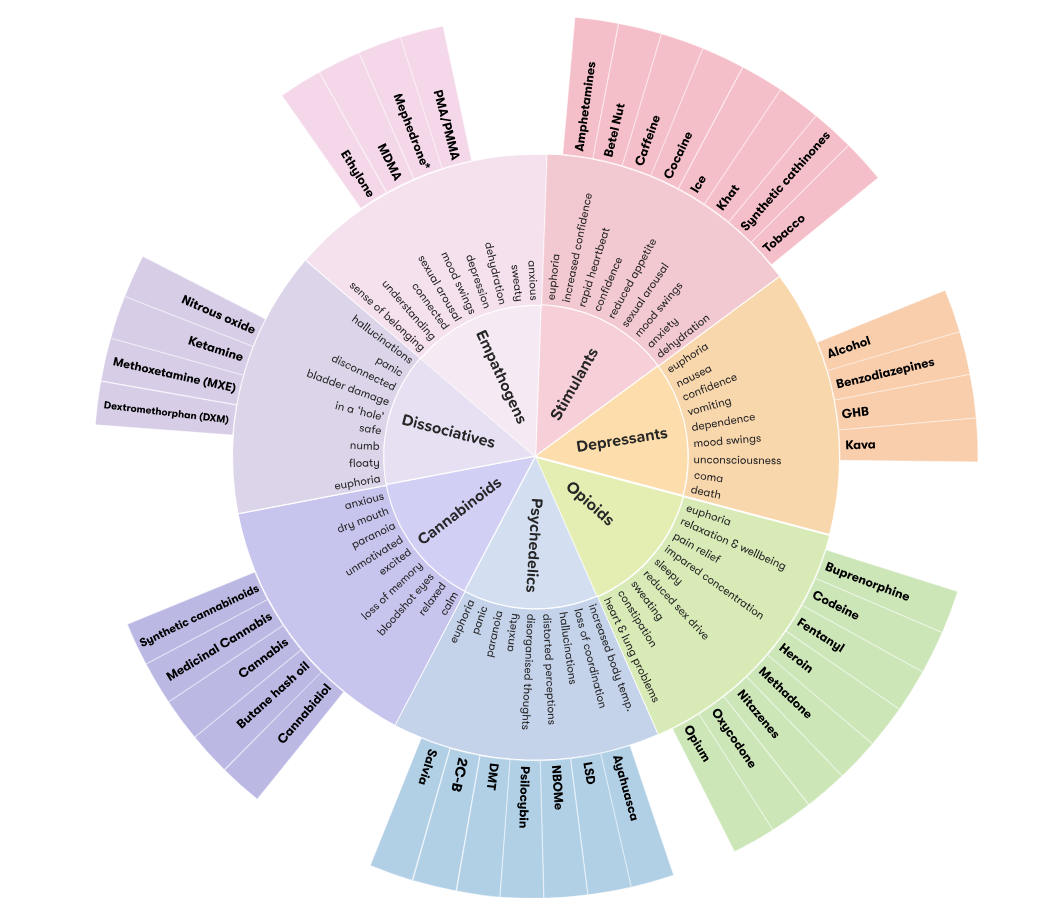 Stimulants
euphoria
increased confidence
rapid heartbeat
confidence
reduced appetite
sexual arousal
mood swings
anxiety
dehydration
Amphetamines
Betel Nut
Caffeine
Cocaine
Ice
Khat
Synthetic cathinones
Tobacco
Depressants
euphoria
nausea
confidence
vomiting
dependence
mood swings
unconsciousness
coma
death
Alcohol
Benzodiazepines
GHB
Kava
Opioids
euphoria
relaxation & wellbeing
pain relief
impared concentration
sleepy
reduced sex drive
sweating
constipation
heart & lung problems
Buprenorphine
Codeine
Fentanyl
Heroin
Methadone
Nitazenes
Oxycodone
Opium
Psychedelics
increased body temp.
loss of coordination
hallucinations
distorted perceptions
disorganised thoughts
anxiety
paranoia
panic
euphoria
Ayahuasca
LSD
NBOMe
Psilocybin
DMT
2C-B
Salvia
Cannabinoids
calm
relaxed
bloodshot eyes
loss of memory
excited
unmotivated
paranoia
dry mouth
anxious
Cannabidiol
Butane hash oil
Cannabis
Medicinal Cannabis
Synthetic cannabinoids
Dissociatives
euphoria
floaty
numb
safe
in a 'hole'
bladder damage
disconnected
panic
hallucinations
Dextromethorphan (DXM)
Methoxetamine (MXE)
Ketamine
Nitrous oxide
Empathogens
sense of belonging
understanding
connected
sexual arousal
mood swings
depression
dehydration
sweaty
anxious
Ethylone
MDMA
Mephedrone*
PMA/PMMA